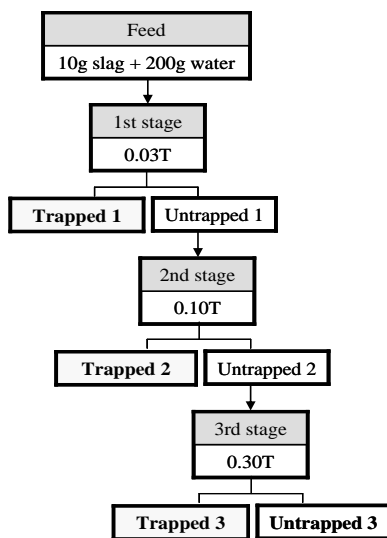 Feed
10g slag + 200g water
1st stage
0.03T
Trapped 1
Untrapped 1
2nd stage
0.10T
Trapped 2
Untrapped 2
3rd stage
0.30T
Trapped 3
Untrapped 3